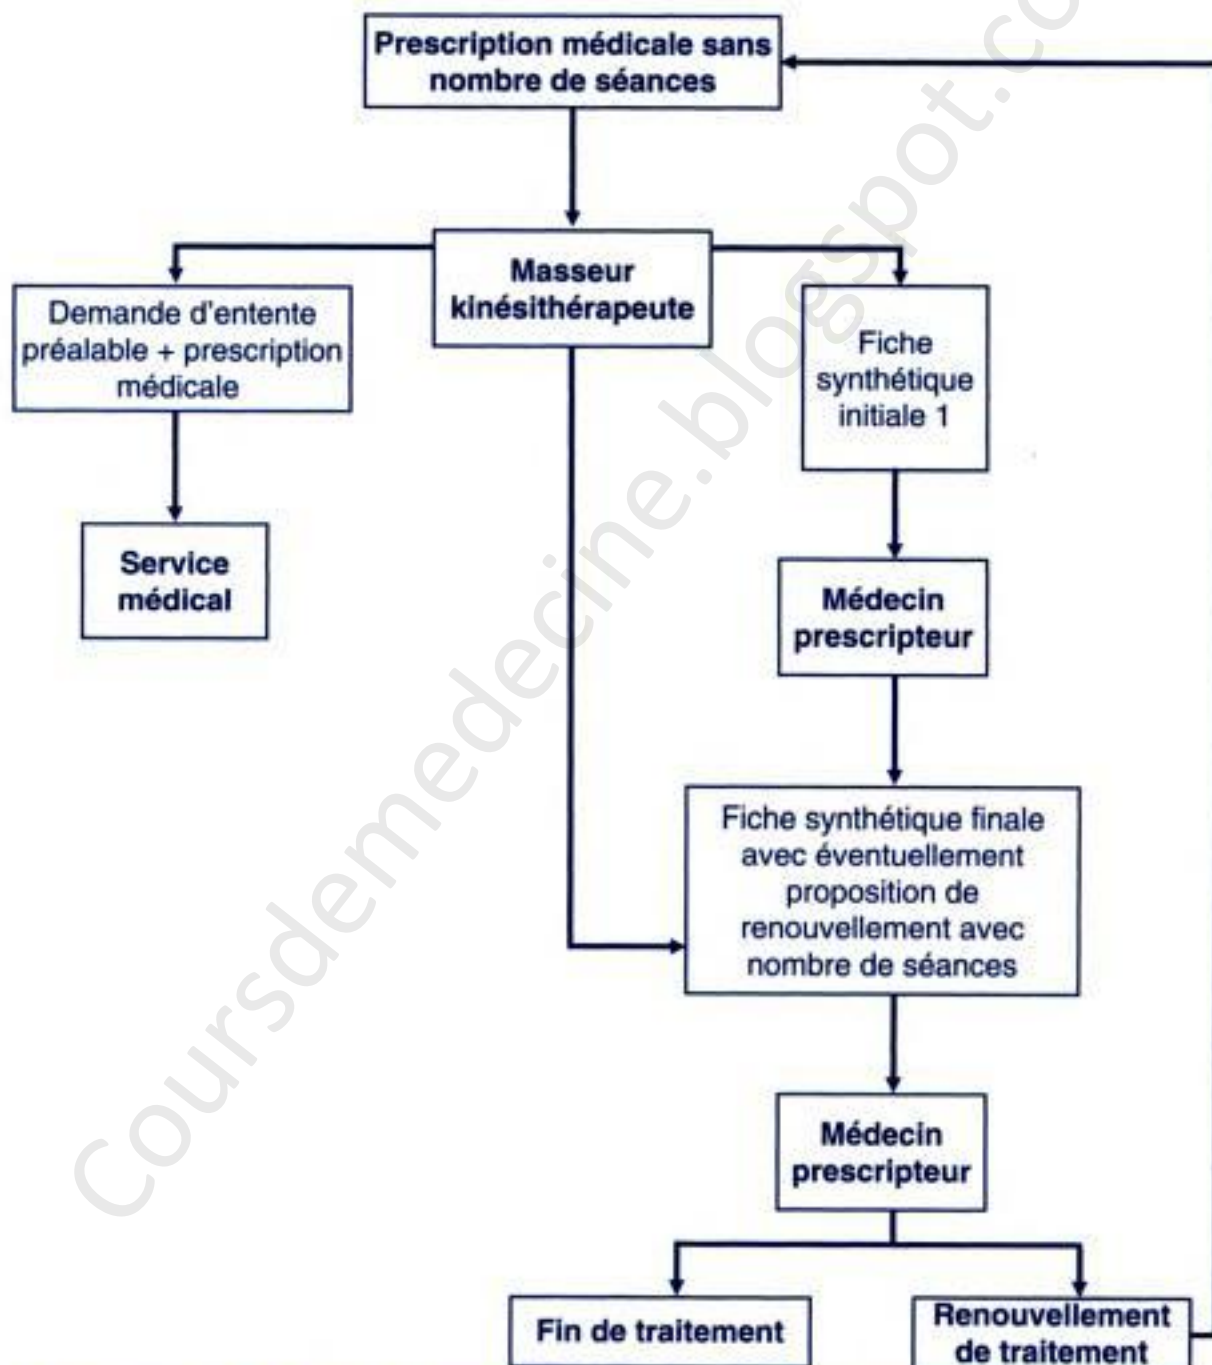 Prescription médicale sans
nombre de séances
Masseur
kinésithérapeute
Demande d'entente
préalable + prescription
médicale
Fiche
synthétique
initiale 1
Service
médical
Médecin
prescripteur
Fiche synthétique finale
avec éventuellement
proposition de
renouvellement avec
nombre de séances
Médecin
prescripteur
Fin de traitement
Renouvellement
de traitement
Coursdemedecine.blogspot.co